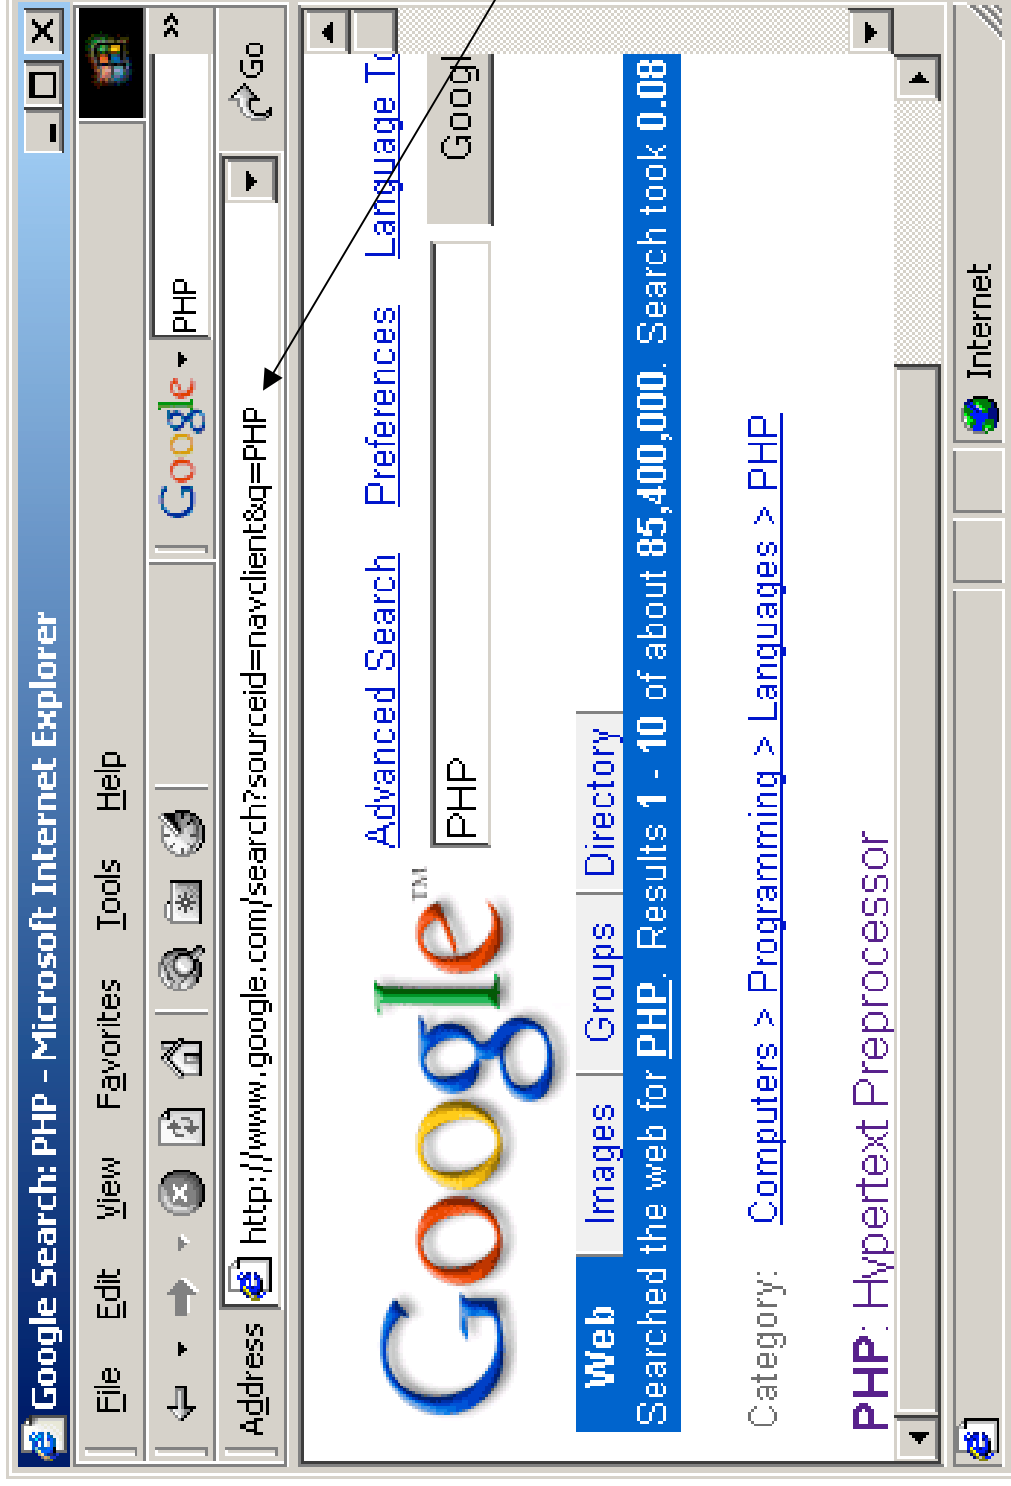 Google Search: PHP - Microsoft Internet Explorer
File Edit View Favorites Tools Help
Google PHP »
Address http://www.google.com/search?sourceid=navclient&q=PHP Go
Advanced Search Preferences Language To
Google™ PHP Googl
Web Images Groups Directory
Searched the web for PHP. Results 1 - 10 of about 85,400,000. Search took 0.08
Category: Computers > Programming > Languages > PHP
PHP: Hypertext Preprocessor
Internet